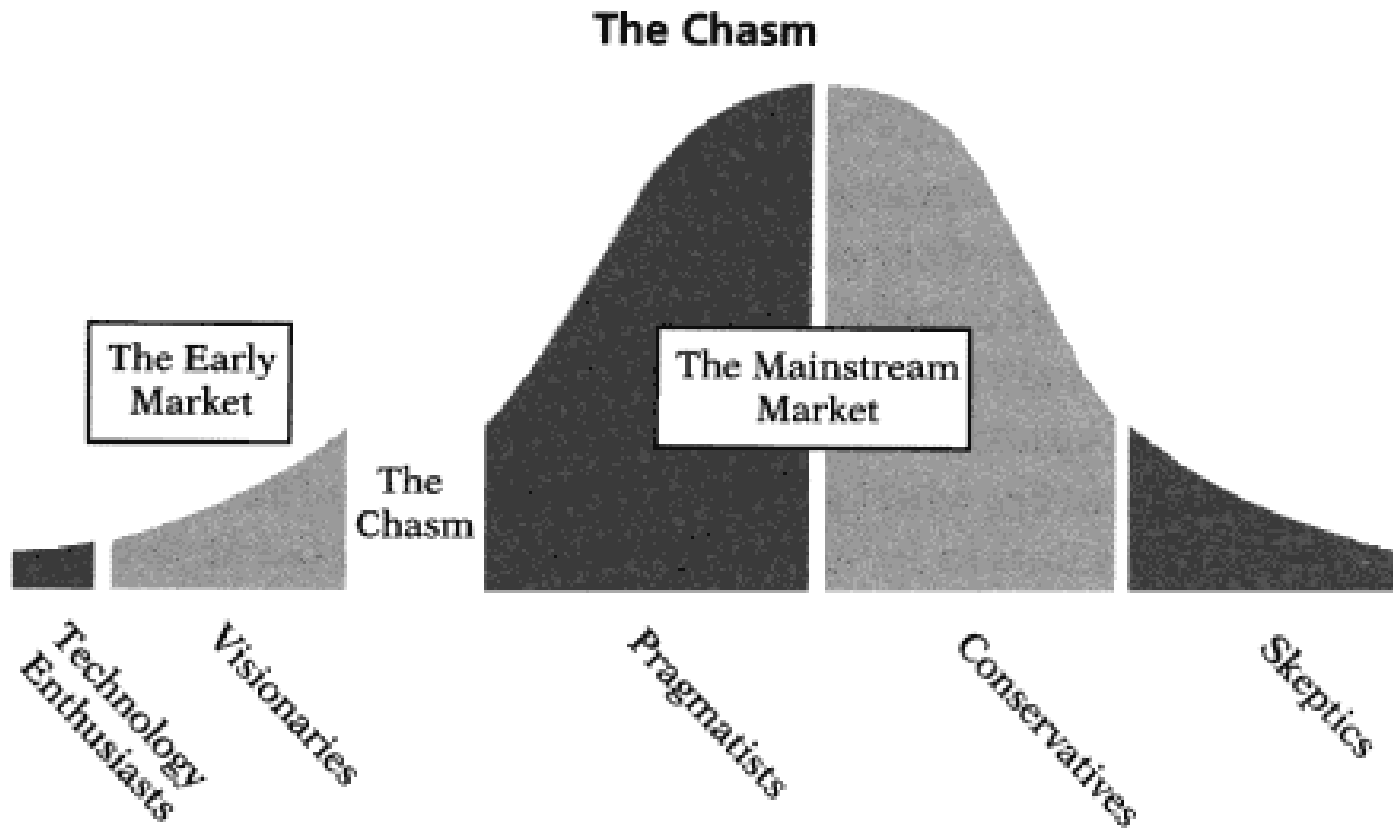 The Chasm
The Early
Market
The Mainstream
Market
The
Chasm
Technology
Enthusiasts
Visionaries
Pragmatists
Conservatives
Skeptics